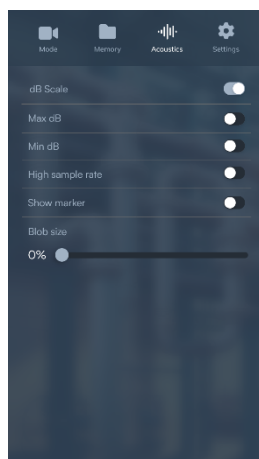 Mode Memory Acoustics Settings
dB Scale
Max dB
Min dB
High sample rate
Show marker
Blob size
0%